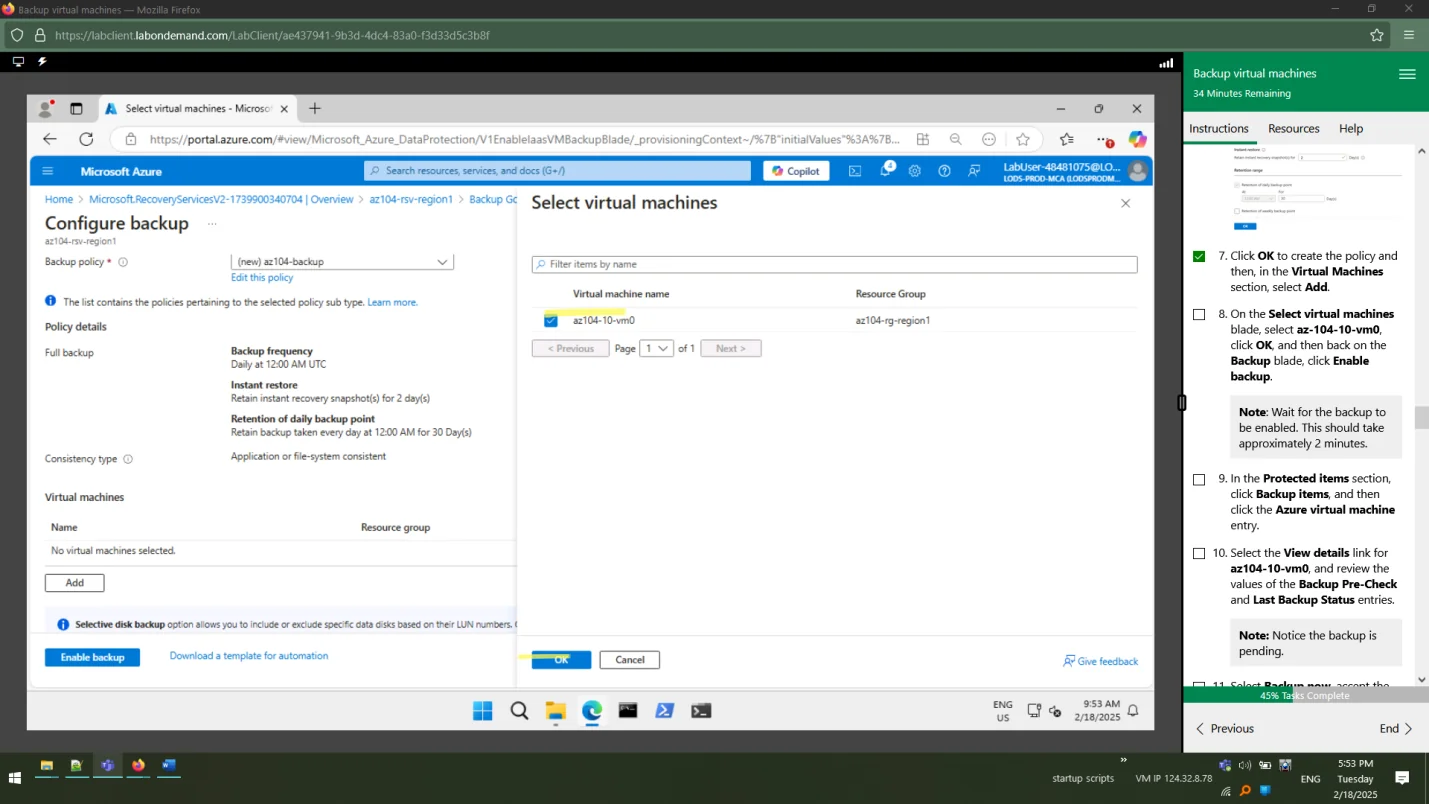 Backup virtual machines — Mozilla Firefox
https://labclient.labondemand.com/LabClient/ae437941-9b3d-4dc4-83a0-f3d33d5c3b8f
Select virtual machines - Microso
https://portal.azure.com/#view/Microsoft_Azure_DataProtection/V1EnableIaasVMBackupBlade/_provisioningContext~/%7B"initialValues"%3A%7B...
Microsoft Azure
Search resources, services, and docs (G+/)
Copilot
4
LabUser-48481075@LO...
LODS-PROD-MCA (LODSPRODM...
Home > Microsoft.RecoveryServicesV2-1739900340704 | Overview > az104-rsv-region1 > Backup Go
Configure backup ...
az104-rsv-region1
Backup policy *
(new) az104-backup
Edit this policy
The list contains the policies pertaining to the selected policy sub type. Learn more.
Policy details
Full backup
Backup frequency
Daily at 12:00 AM UTC
Instant restore
Retain instant recovery snapshot(s) for 2 day(s)
Retention of daily backup point
Retain backup taken every day at 12:00 AM for 30 Day(s)
Consistency type
Application or file-system consistent
Virtual machines
Name
Resource group
No virtual machines selected.
Add
Selective disk backup option allows you to include or exclude specific data disks based on their LUN numbers.
Enable backup
Download a template for automation
Select virtual machines
Filter items by name
Virtual machine name
Resource Group
az104-10-vm0
az104-rg-region1
< Previous
Page 1 of 1
Next >
OK
Cancel
Give feedback
ENG
US
9:53 AM
2/18/2025
Backup virtual machines
34 Minutes Remaining
Instructions
Resources
Help
7. Click OK to create the policy and
then, in the Virtual Machines
section, select Add.
8. On the Select virtual machines
blade, select az-104-10-vm0,
click OK, and then back on the
Backup blade, click Enable
backup.
Note: Wait for the backup to
be enabled. This should take
approximately 2 minutes.
9. In the Protected items section,
click Backup items, and then
click the Azure virtual machine
entry.
10. Select the View details link for
az104-10-vm0, and review the
values of the Backup Pre-Check
and Last Backup Status entries.
Note: Notice the backup is
pending.
11. Select Backup now, accept the
45% Tasks Complete
< Previous
End >
startup scripts
»
VM IP 124.32.8.78
ENG
5:53 PM
Tuesday
2/18/2025